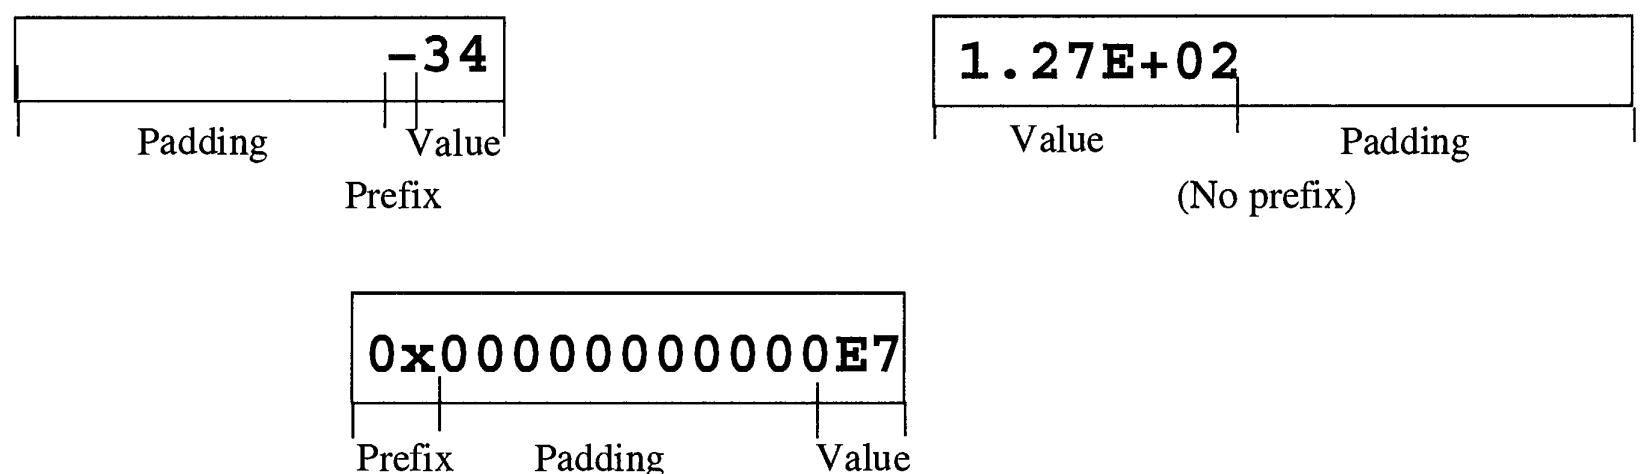 -34
1.27E+02
Padding Value
Value Padding
Prefix
(No prefix)
0x00000000000E7
Prefix Padding Value